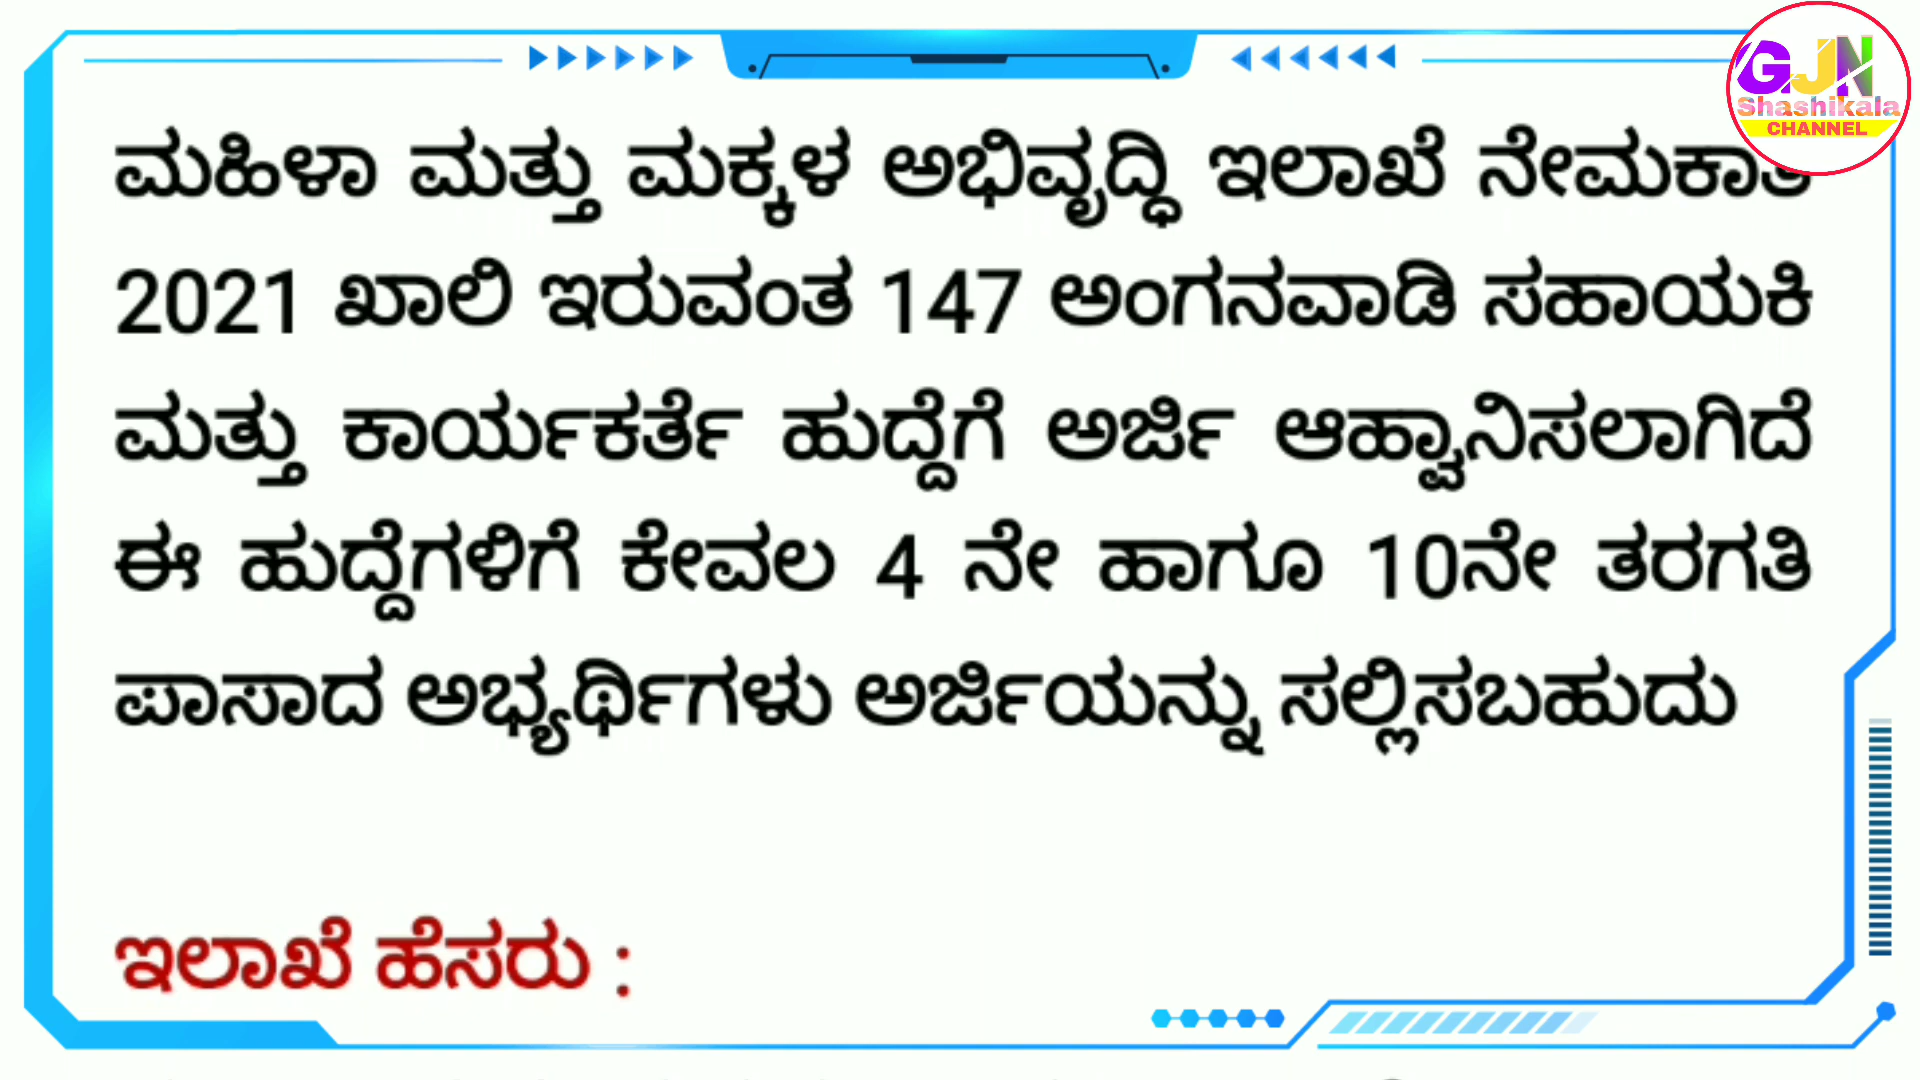 GJN
Shashikala
CHANNEL
ಮಹಿಳಾ ಮತ್ತು ಮಕ್ಕಳ ಅಭಿವೃದ್ಧಿ ಇಲಾಖೆ ನೇಮಕಾತಿ
2021 ಖಾಲಿ ಇರುವಂತ 147 ಅಂಗನವಾಡಿ ಸಹಾಯಕಿ
ಮತ್ತು ಕಾರ್ಯಕರ್ತೆ ಹುದ್ದೆಗೆ ಅರ್ಜಿ ಆಹ್ವಾನಿಸಲಾಗಿದೆ
ಈ ಹುದ್ದೆಗಳಿಗೆ ಕೇವಲ 4 ನೇ ಹಾಗೂ 10ನೇ ತರಗತಿ
ಪಾಸಾದ ಅಭ್ಯರ್ಥಿಗಳು ಅರ್ಜಿಯನ್ನು ಸಲ್ಲಿಸಬಹುದು
ಇಲಾಖೆ ಹೆಸರು :